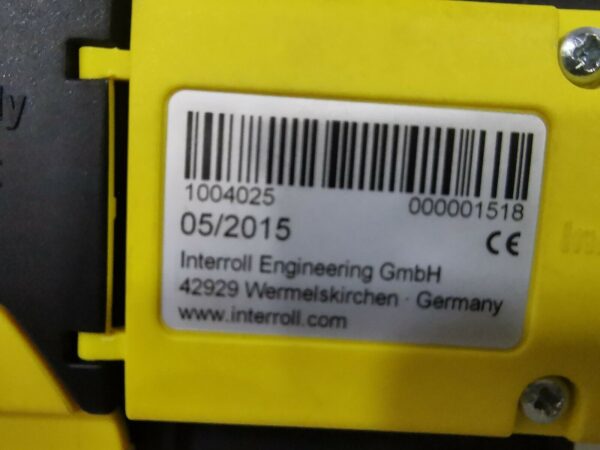 1004025 000001518
05/2015 CE
Interroll Engineering GmbH
42929 Wermelskirchen · Germany
www.interroll.com